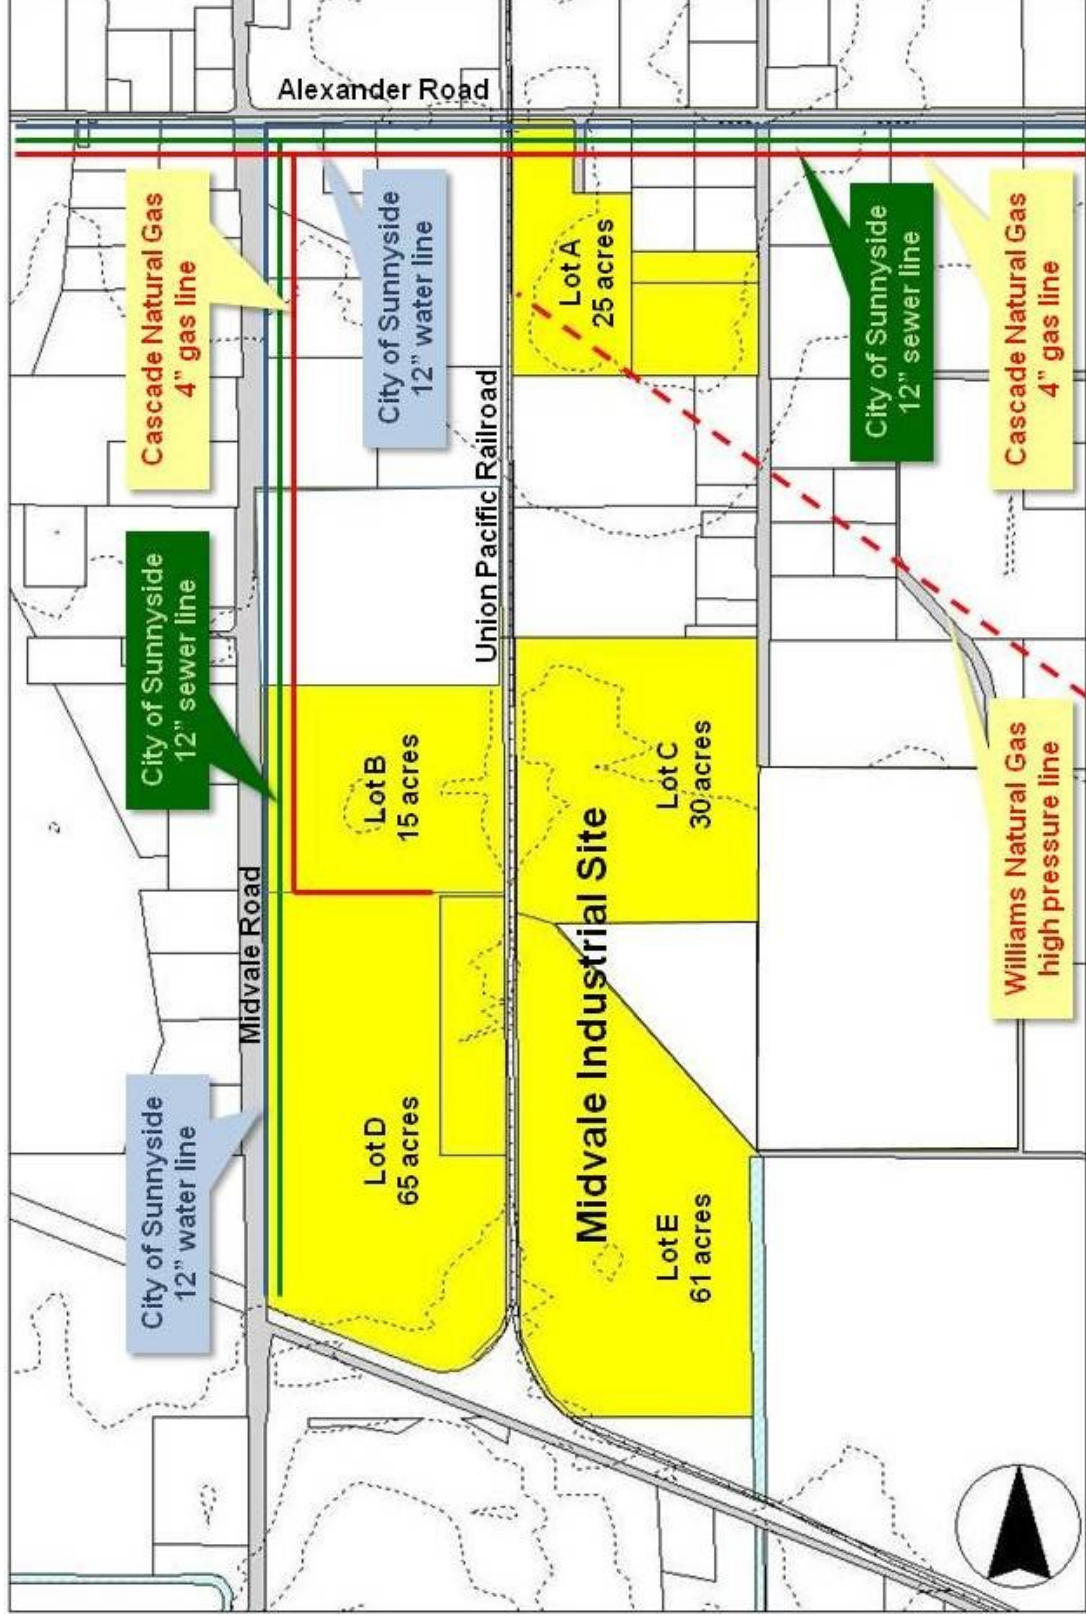 Alexander Road
Cascade Natural Gas
4” gas line
City of Sunnyside
12” water line
Lot A
25 acres
City of Sunnyside
12” sewer line
Cascade Natural Gas
4” gas line
Union Pacific Railroad
City of Sunnyside
12” sewer line
Lot B
15 acres
Lot C
30 acres
Williams Natural Gas
high pressure line
Midvale Road
Midvale Industrial Site
City of Sunnyside
12” water line
Lot D
65 acres
Lot E
61 acres